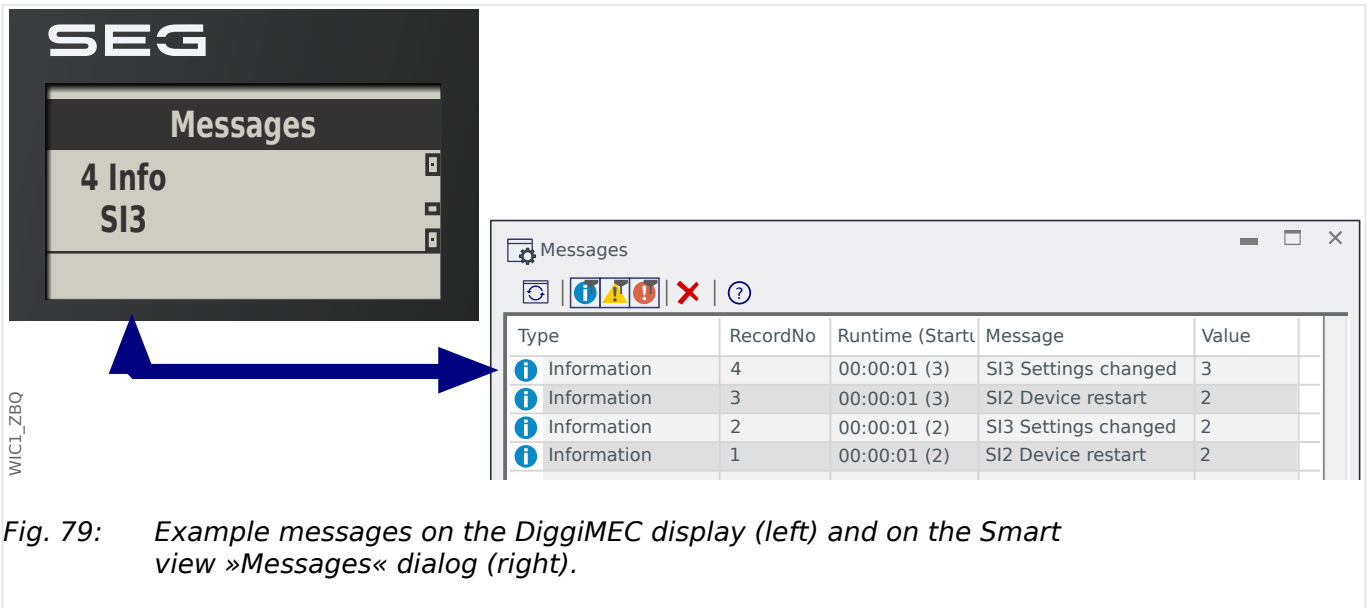 SEG
Messages
4 Info
SI3
Messages
Type RecordNo Runtime (Startu Message Value
Information 4 00:00:01 (3) SI3 Settings changed 3
Information 3 00:00:01 (3) SI2 Device restart 2
Information 2 00:00:01 (2) SI3 Settings changed 2
Information 1 00:00:01 (2) SI2 Device restart 2
WIC1_ZBQ
Fig. 79: Example messages on the DiggiMEC display (left) and on the Smart
view »Messages« dialog (right).